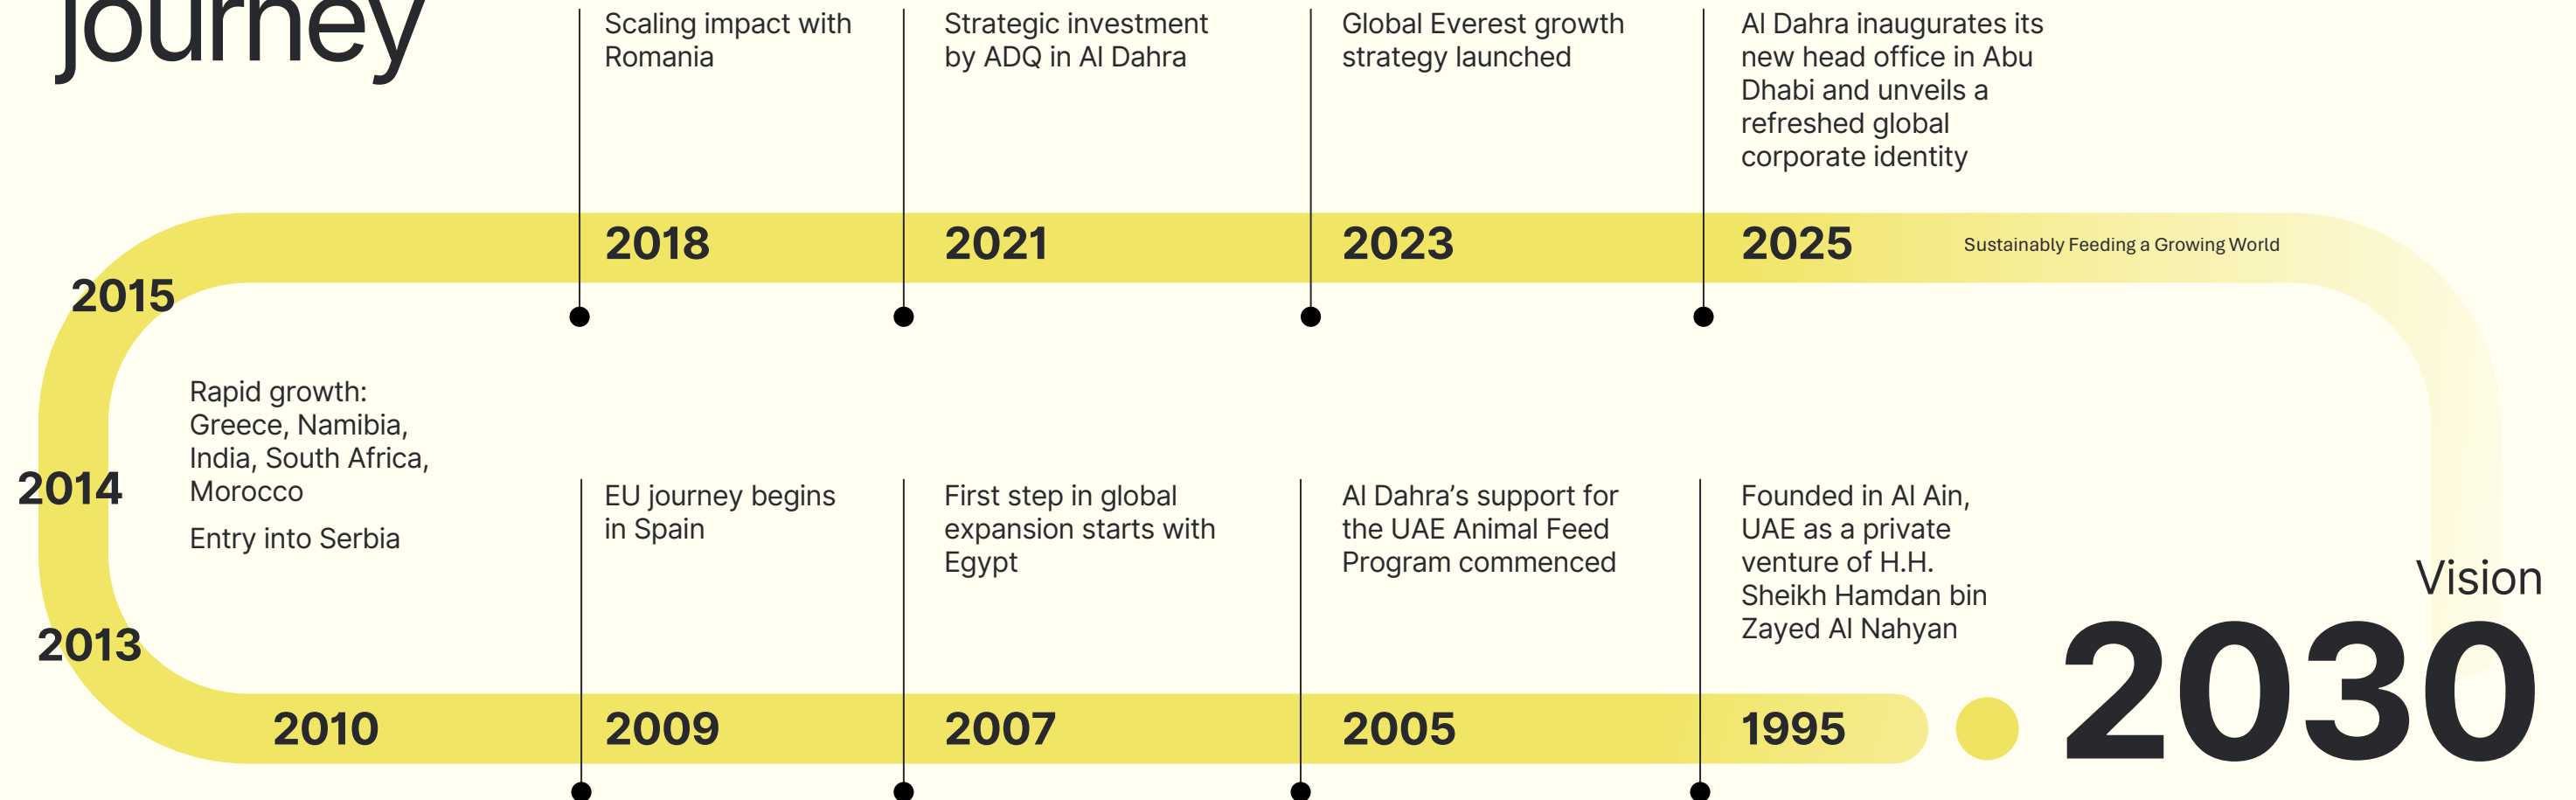 journey
Scaling impact with
Romania
Strategic investment
by ADQ in Al Dahra
Global Everest growth
strategy launched
Al Dahra inaugurates its
new head office in Abu
Dhabi and unveils a
refreshed global
corporate identity
2018
2021
2023
2025
Sustainably Feeding a Growing World
2015
Rapid growth:
Greece, Namibia,
India, South Africa,
Morocco
Entry into Serbia
2014
2013
EU journey begins
in Spain
First step in global
expansion starts with
Egypt
Al Dahra’s support for
the UAE Animal Feed
Program commenced
Founded in Al Ain,
UAE as a private
venture of H.H.
Sheikh Hamdan bin
Zayed Al Nahyan
2010
2009
2007
2005
1995
Vision
2030